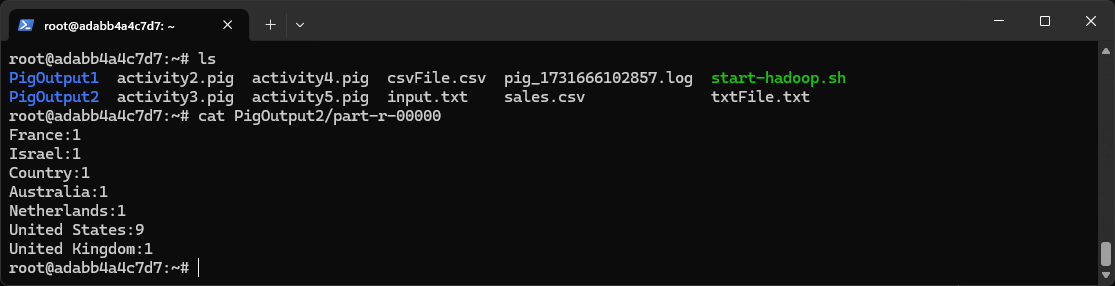 root@adabb4a4c7d7: ~
root@adabb4a4c7d7:~# ls
PigOutput1  activity2.pig  activity4.pig  csvFile.csv  pig_1731666102857.log  start-hadoop.sh
PigOutput2  activity3.pig  activity5.pig  input.txt    sales.csv              txtFile.txt
root@adabb4a4c7d7:~# cat PigOutput2/part-r-00000
France:1
Israel:1
Country:1
Australia:1
Netherlands:1
United States:9
United Kingdom:1
root@adabb4a4c7d7:~#